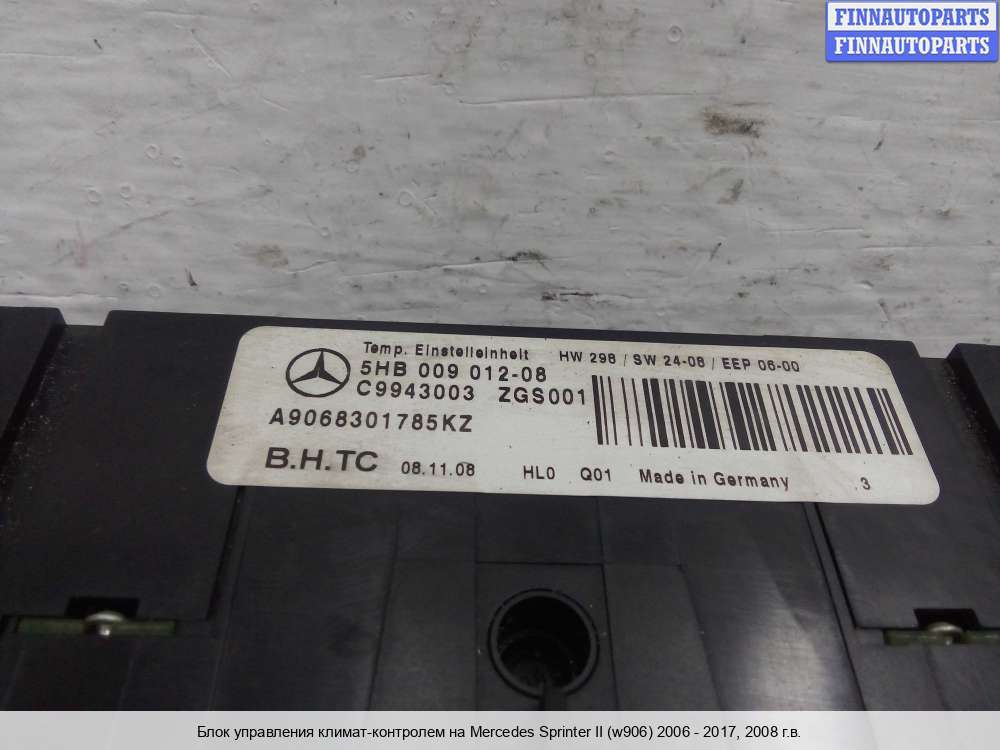 FINNAUTOPARTS
FINNAUTOPARTS
Temp. Einstelleinheit HW 298 / SW 24-08 / EEP 06-00
5HB 009 012-08
C9943003 ZGS001
A9068301785KZ
B.H.TC 08.11.08 HL0 Q01 Made in Germany 3
Блок управления климат-контролем на Mercedes Sprinter II (w906) 2006 - 2017, 2008 г.в.